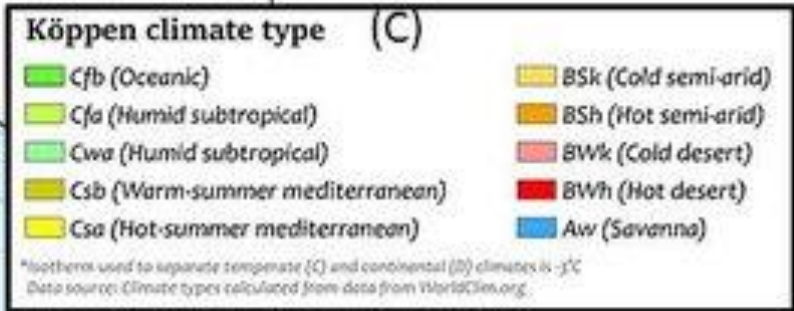 Köppen climate type (C)
Cfb (Oceanic)
Cfa (Humid subtropical)
Cwa (Humid subtropical)
Csb (Warm-summer mediterranean)
Csa (Hot-summer mediterranean)
BSk (Cold semi-arid)
BSh (Hot semi-arid)
BWk (Cold desert)
BWh (Hot desert)
Aw (Savanna)
*Isotherm used to separate temperate (C) and continental (D) climates is -3°C
Data source: Climate types calculated from data from WorldClim.org